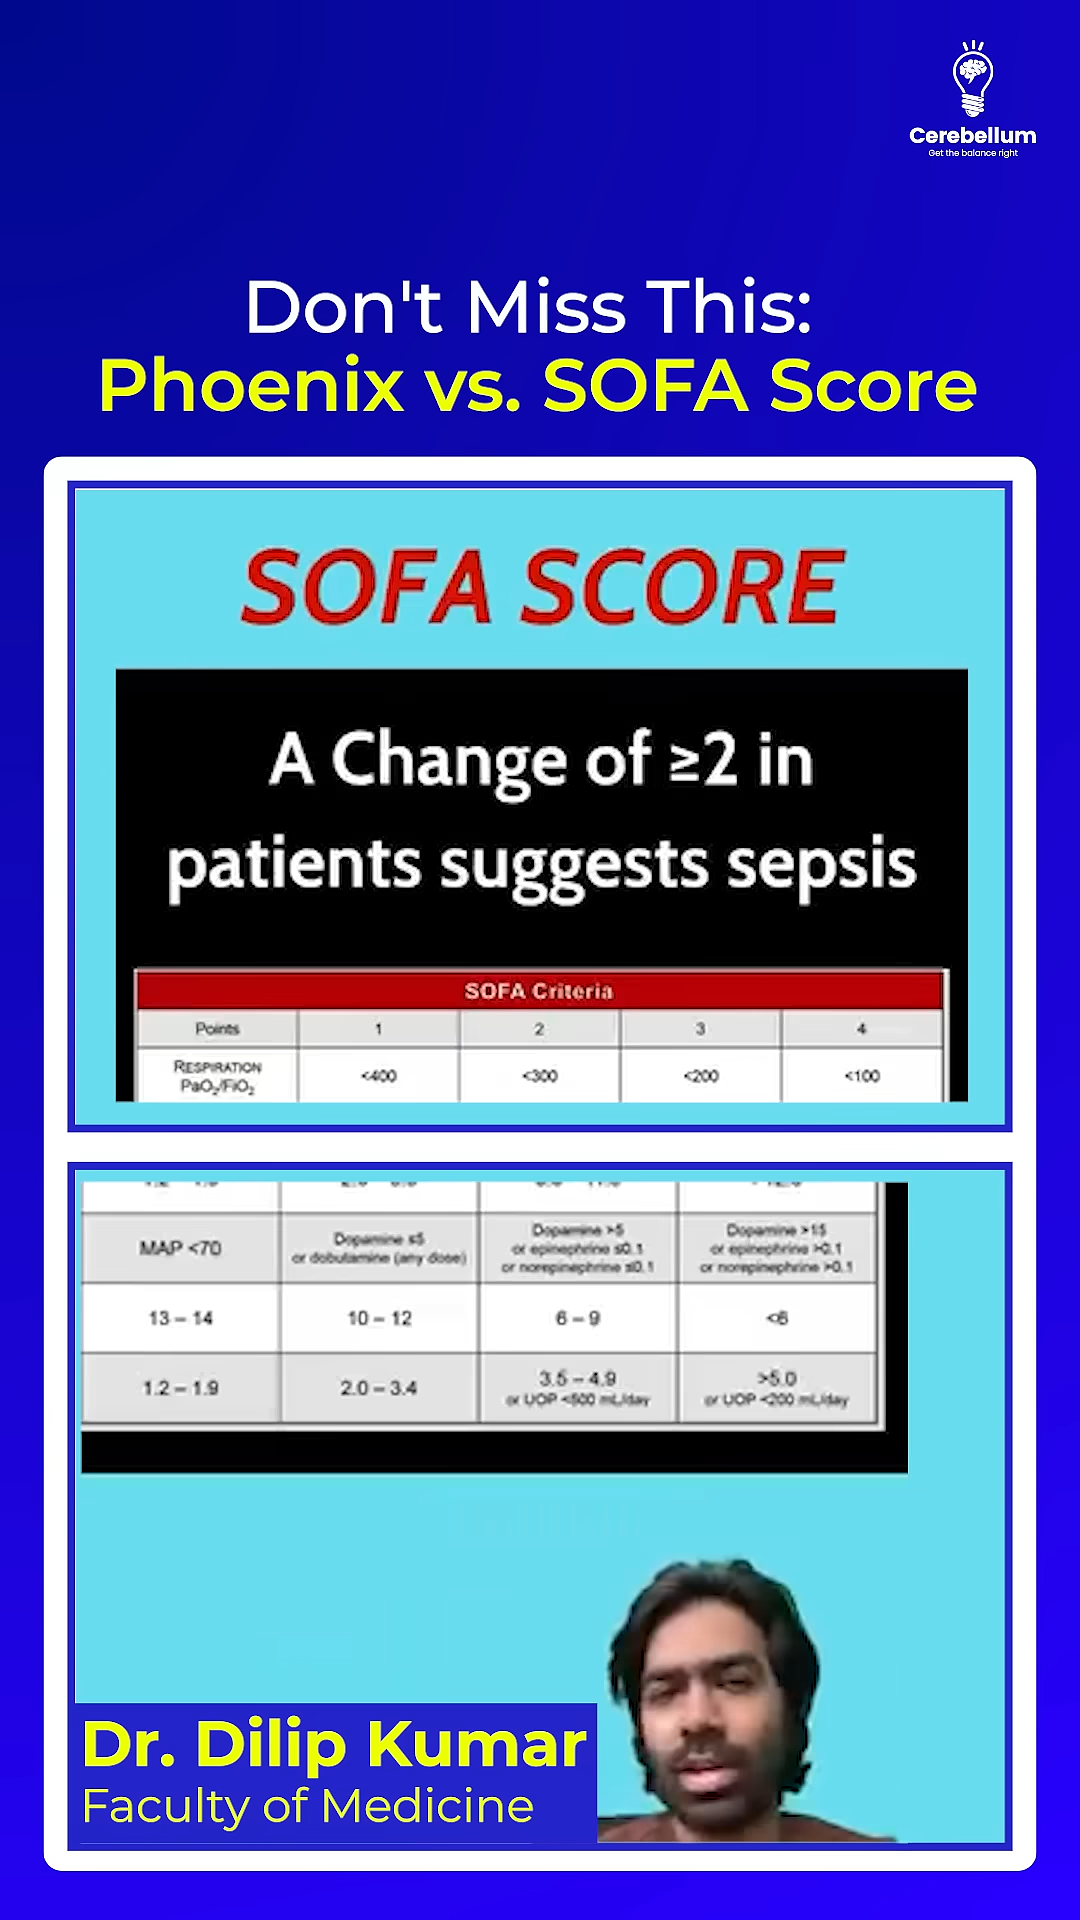 Cerebellum
Get the balance right
Don't Miss This:
Phoenix vs. SOFA Score
SOFA SCORE
A Change of ≥2 in
patients suggests sepsis
SOFA Criteria
Points 1 2 3 4
RESPIRATION
PaO₂/FiO₂ <400 <300 <200 <100
MAP <70
Dopamine ≤5
or dobutamine (any dose)
Dopamine >5
or epinephrine ≤0.1
or norepinephrine ≤0.1
Dopamine >15
or epinephrine >0.1
or norepinephrine >0.1
13 – 14 10 – 12 6 – 9 <6
1.2 – 1.9 2.0 – 3.4
3.5 – 4.9
or UOP <500 mL/day
>5.0
or UOP <200 mL/day
Dr. Dilip Kumar
Faculty of Medicine